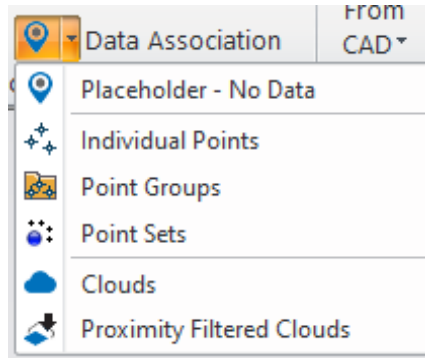 From
Data Association
CAD
Placeholder - No Data
Individual Points
Point Groups
Point Sets
Clouds
Proximity Filtered Clouds